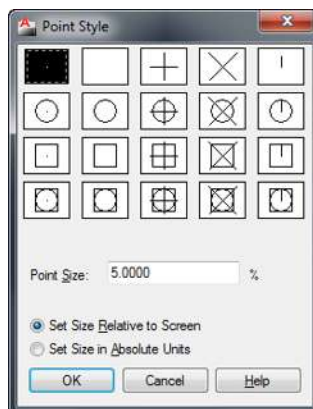 Point Style
Point Size: 5.0000 %
Set Size Relative to Screen
Set Size in Absolute Units
OK Cancel Help